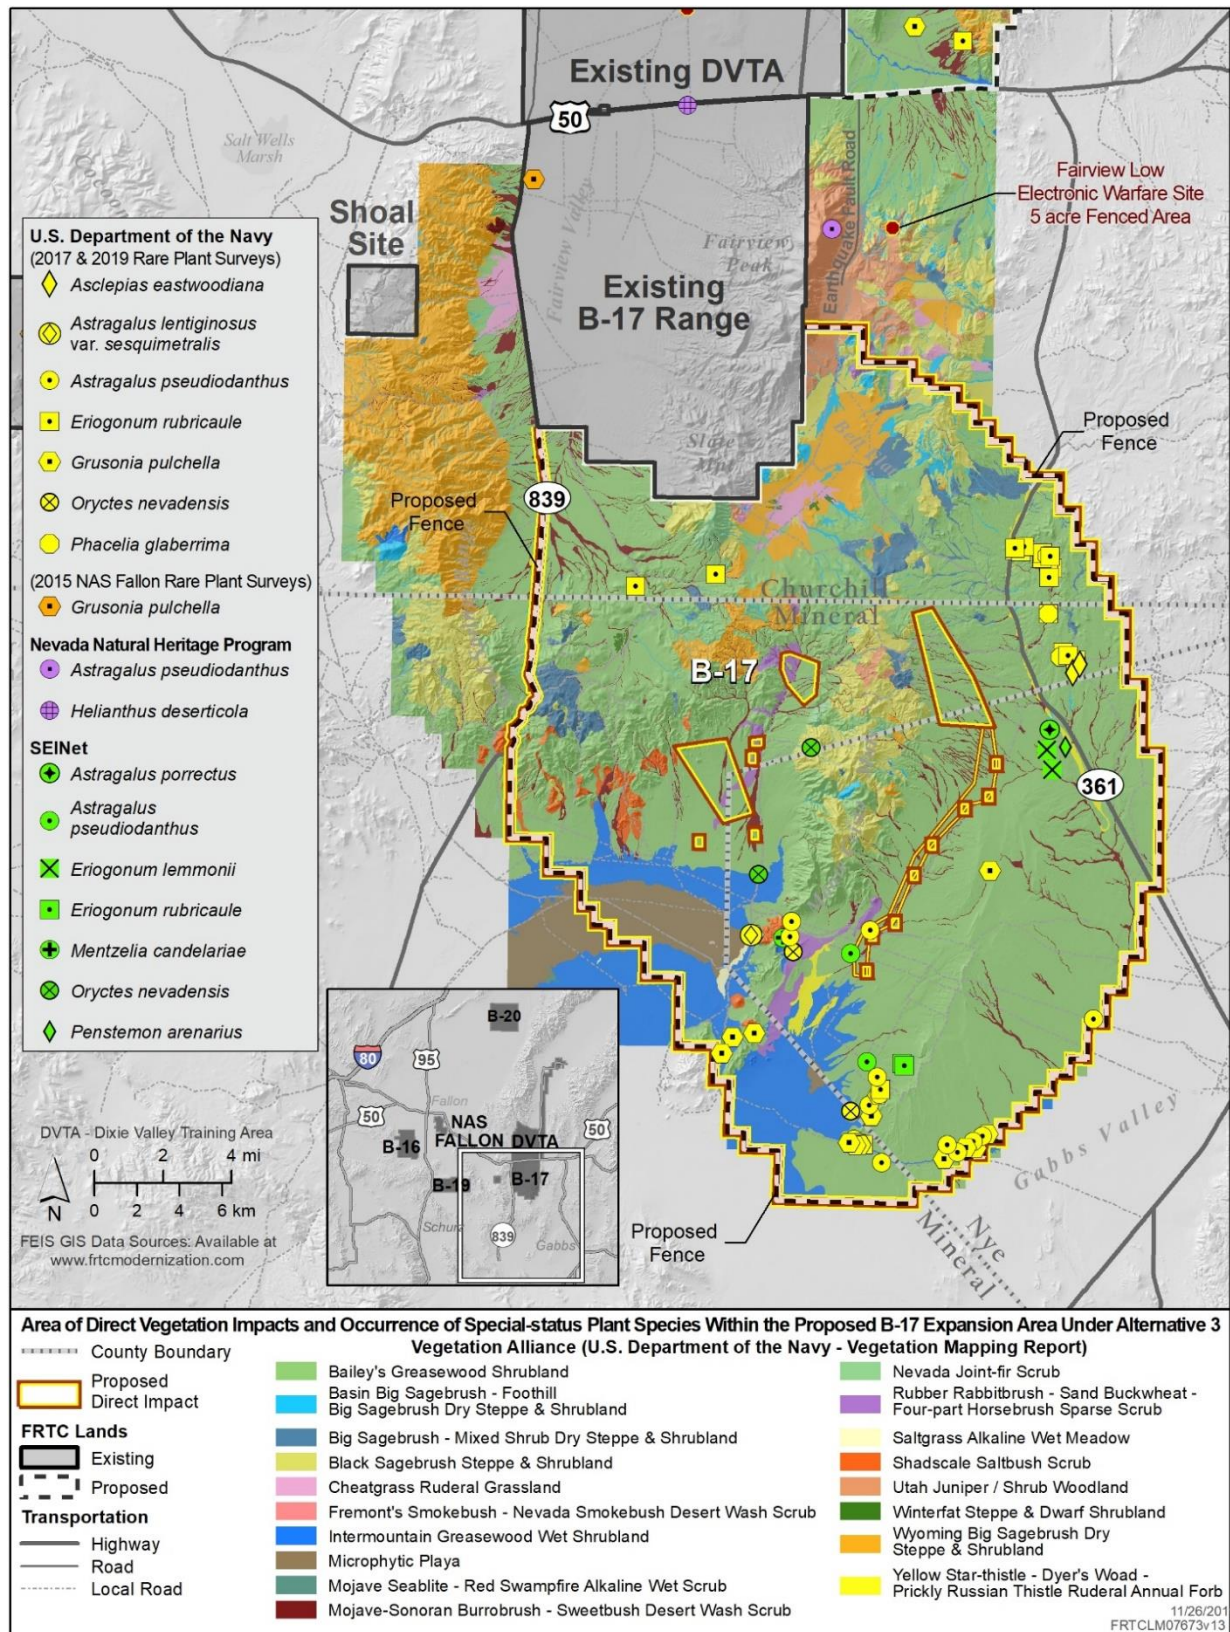 Existing DVTA
50
Salt Wells
Marsh
Fairview Low
Electronic Warfare Site
5 acre Fenced Area
Shoal
Site
Fairview Valley
Fairview
Peak
Earthquake Fault Road
Existing
B-17 Range
Slate
Mtn
Proposed
Fence
839
Proposed
Fence
Churchill
Mineral
B-17
361
Gabbs Valley
Nye
Mineral
Proposed
Fence
U.S. Department of the Navy
(2017 & 2019 Rare Plant Surveys)
Asclepias eastwoodiana
Astragalus lentiginosus
var. sesquimetralis
Astragalus pseudiodanthus
Eriogonum rubricaule
Grusonia pulchella
Oryctes nevadensis
Phacelia glaberrima
(2015 NAS Fallon Rare Plant Surveys)
Grusonia pulchella
Nevada Natural Heritage Program
Astragalus pseudiodanthus
Helianthus deserticola
SEINet
Astragalus porrectus
Astragalus
pseudiodanthus
Eriogonum lemmonii
Eriogonum rubricaule
Mentzelia candelariae
Oryctes nevadensis
Penstemon arenarius
DVTA - Dixie Valley Training Area
0 2 4 mi
0 2 4 6 km
N
FEIS GIS Data Sources: Available at
www.frtcmodernization.com
B-20
80
95
50
Fallon
NAS
FALLON
DVTA
50
B-16
B-19
B-17
Schurz
839
Gabbs
Area of Direct Vegetation Impacts and Occurrence of Special-status Plant Species Within the Proposed B-17 Expansion Area Under Alternative 3
County Boundary
Proposed
Direct Impact
FRTC Lands
Existing
Proposed
Transportation
Highway
Road
Local Road
Vegetation Alliance (U.S. Department of the Navy - Vegetation Mapping Report)
Bailey's Greasewood Shrubland
Basin Big Sagebrush - Foothill
Big Sagebrush Dry Steppe & Shrubland
Big Sagebrush - Mixed Shrub Dry Steppe & Shrubland
Black Sagebrush Steppe & Shrubland
Cheatgrass Ruderal Grassland
Fremont's Smokebush - Nevada Smokebush Desert Wash Scrub
Intermountain Greasewood Wet Shrubland
Microphytic Playa
Mojave Seablite - Red Swampfire Alkaline Wet Scrub
Mojave-Sonoran Burrobrush - Sweetbush Desert Wash Scrub
Nevada Joint-fir Scrub
Rubber Rabbitbrush - Sand Buckwheat -
Four-part Horsebrush Sparse Scrub
Saltgrass Alkaline Wet Meadow
Shadscale Saltbush Scrub
Utah Juniper / Shrub Woodland
Winterfat Steppe & Dwarf Shrubland
Wyoming Big Sagebrush Dry
Steppe & Shrubland
Yellow Star-thistle - Dyer's Woad -
Prickly Russian Thistle Ruderal Annual Forb
11/26/201
FRTCLM07673v13